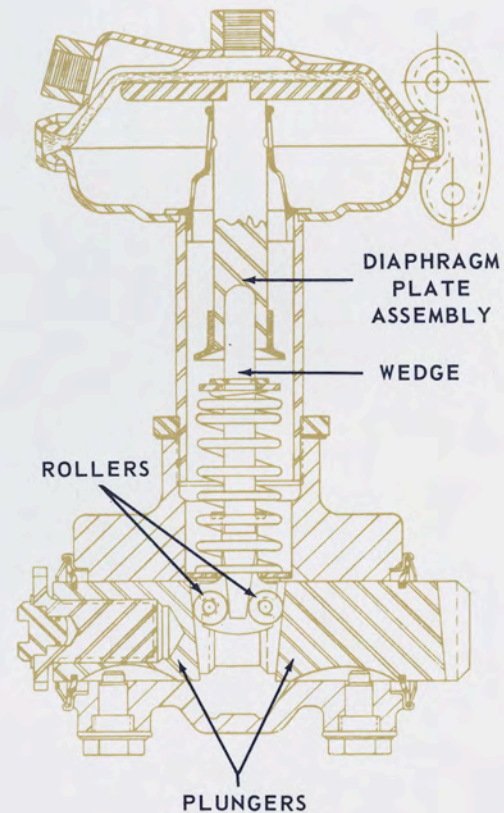 DIAPHRAGM
PLATE
ASSEMBLY
WEDGE
ROLLERS
PLUNGERS